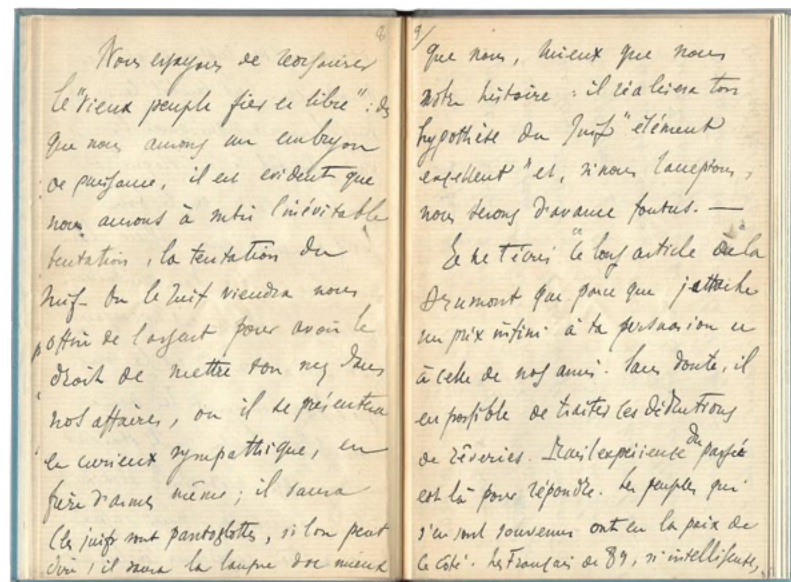 8
Nous essayons de réorganiser
le "vieux peuple fier et libre" : dès
que nous aurons un embryon
de puissance, il est évident que
nous aurons à subir l'inévitable
tentation, la tentation du
Juif. Ou le Juif viendra nous
offrir de l'argent pour avoir le
droit de mettre son nez dans
nos affaires, ou il se présentera
en curieux sympathique, en
frère d'armes même ; il saura
(les juifs sont pantoglottes, si l'on peut
dire) il saura la langue d'oc mieux
9/
que nous, mieux que nous
notre histoire : il réalisera ton
hypothèse du Juif "élément
excellent" et, si nous l'acceptons,
nous serons d'avance foutus. —
Je ne t'écris ce long article à la
Drumont que parce que j'attache
un prix infini à ta persuasion et
à celle de nos amis. Sans doute, il
est possible de traiter ces déductions
de rêveries. Mais l'expérience du passé
est là pour répondre. Les peuples qui
s'en sont souvenus ont eu la paix de
ce côté. Les Français de 89, si intelligents,